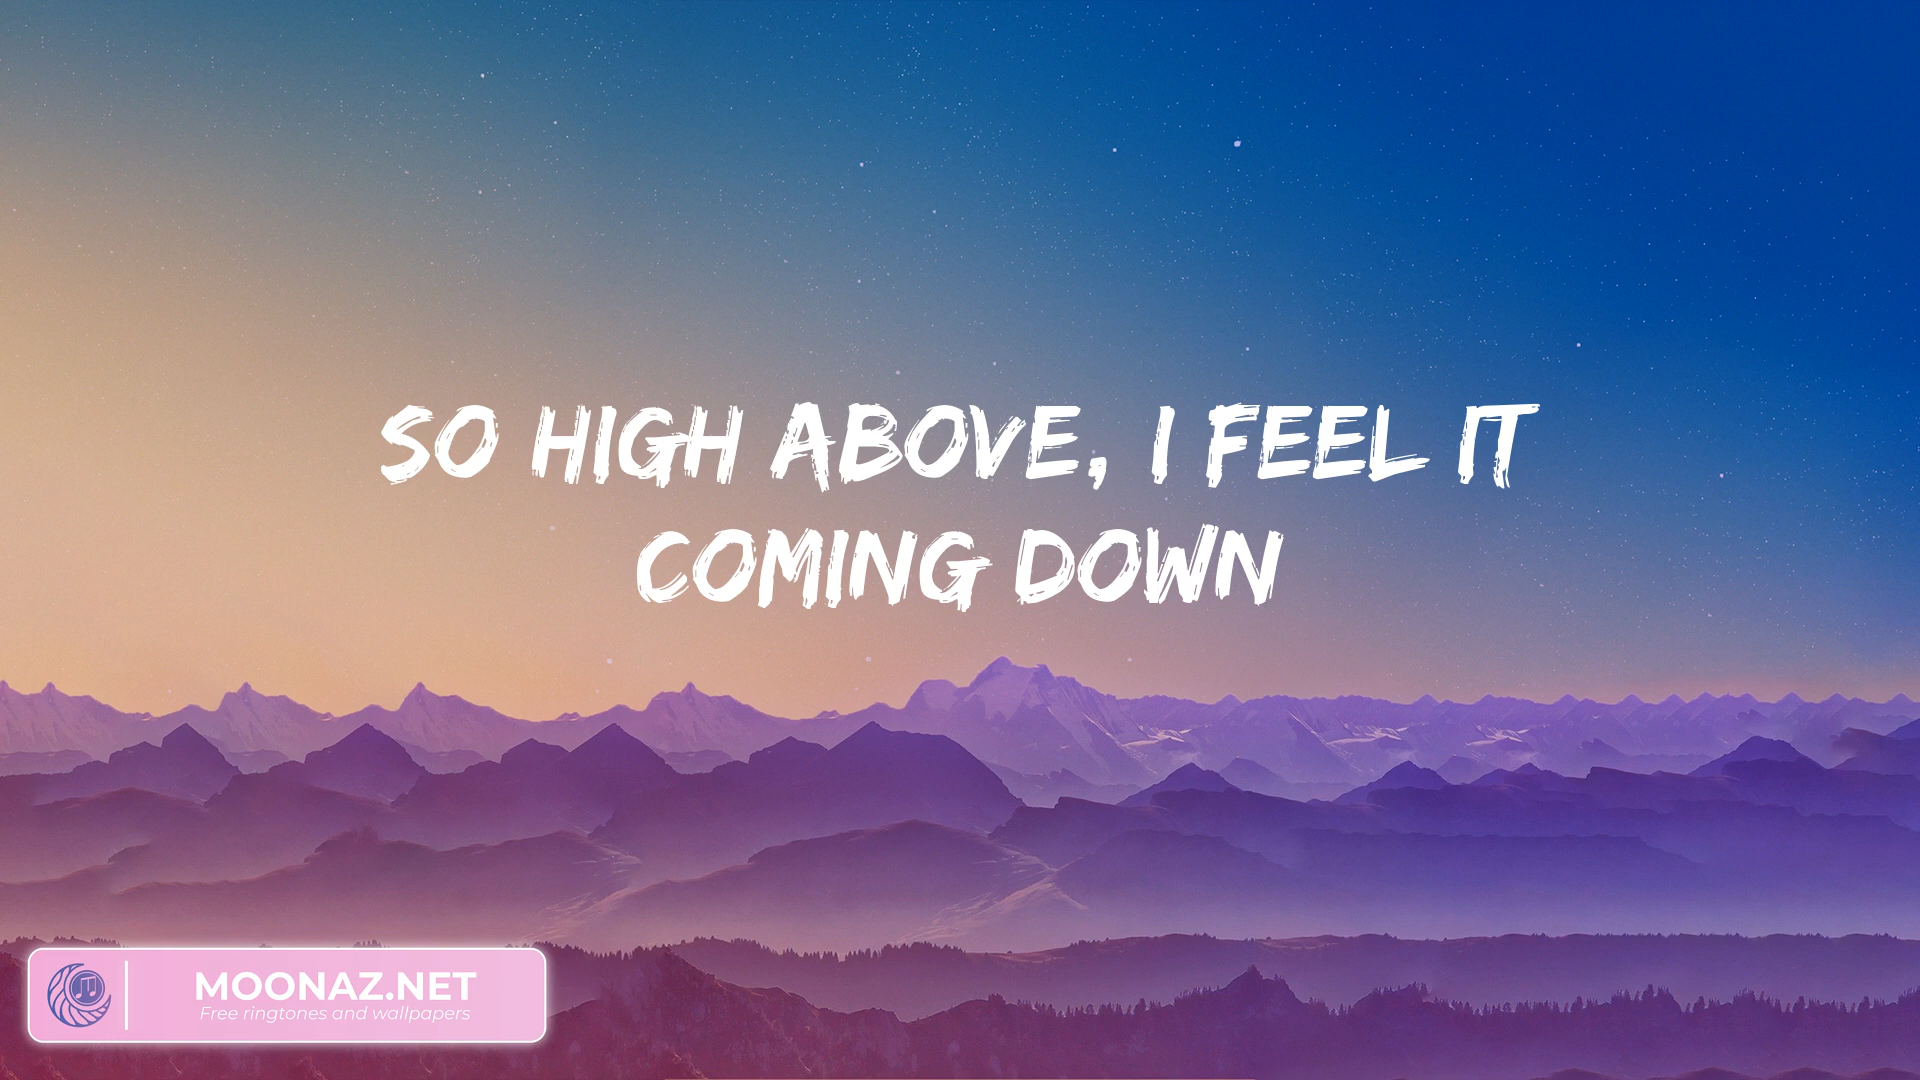 SO HIGH ABOVE, I FEEL IT
COMING DOWN
MOONAZ.NET
Free ringtones and wallpapers